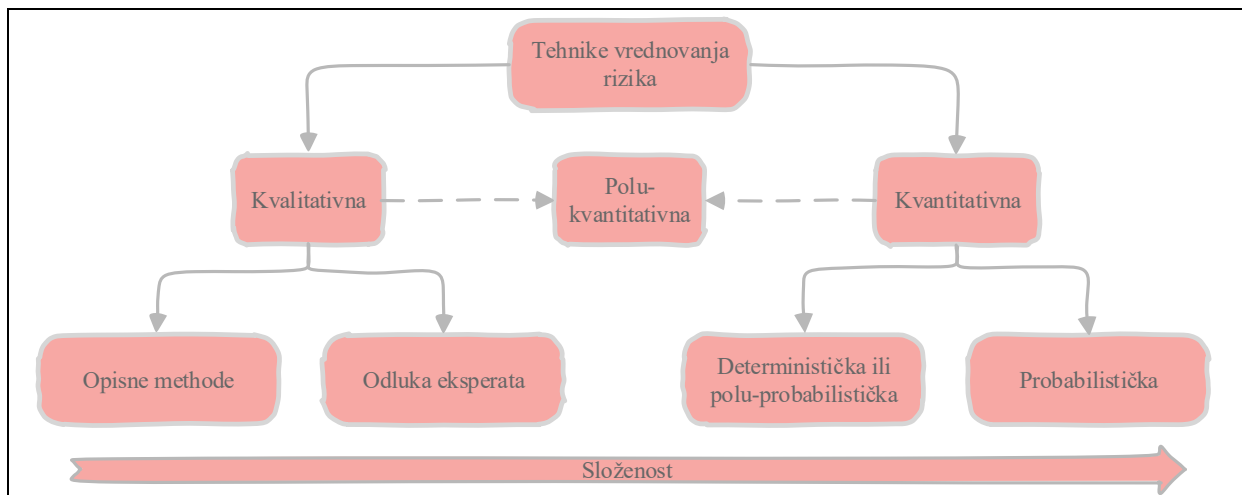 Tehnike vrednovanja
rizika
Kvalitativna
Polu-
kvantitativna
Kvantitativna
Opisne methode
Odluka eksperata
Deterministička ili
polu-probabilistička
Probabilistička
Složenost